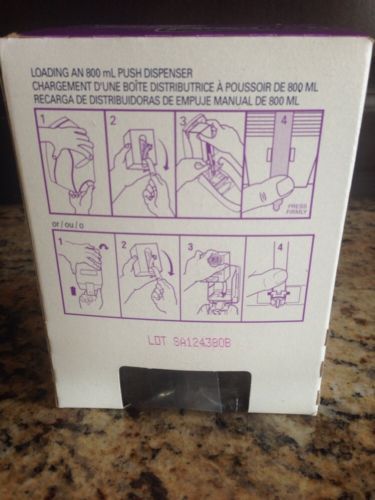 LOADING AN 800 mL PUSH DISPENSER
CHARGEMENT D'UNE BOÎTE DISTRIBUTRICE À POUSSOIR DE 800 ML
RECARGA DE DISTRIBUIDORAS DE EMPUJE MANUAL DE 800 ML
1 2 3 4
PRESS
FIRMLY
or / ou / o
1 2 3 4
LOT SA12438OB